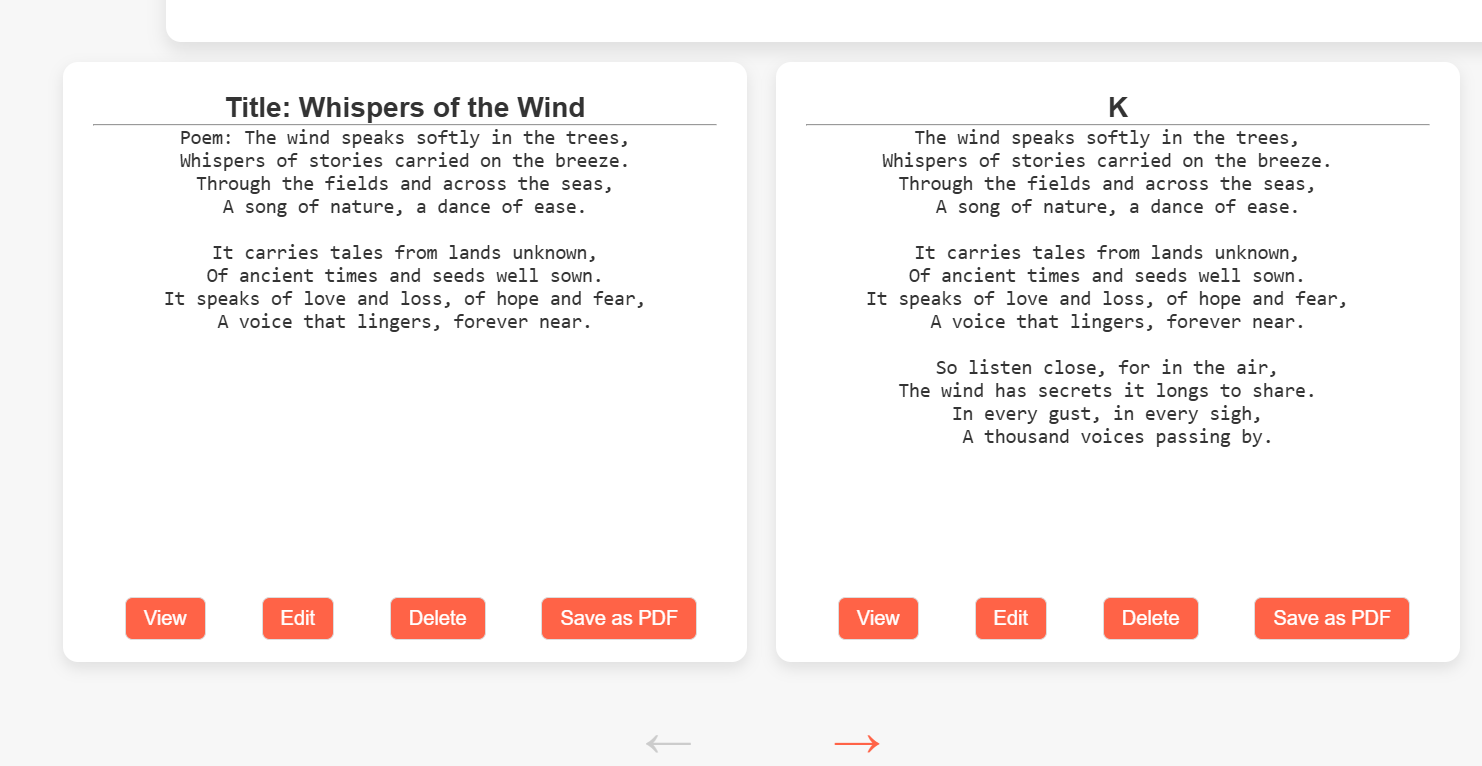 Title: Whispers of the Wind
Poem: The wind speaks softly in the trees,
Whispers of stories carried on the breeze.
Through the fields and across the seas,
A song of nature, a dance of ease.

It carries tales from lands unknown,
Of ancient times and seeds well sown.
It speaks of love and loss, of hope and fear,
A voice that lingers, forever near.

View
Edit
Delete
Save as PDF

K
The wind speaks softly in the trees,
Whispers of stories carried on the breeze.
Through the fields and across the seas,
A song of nature, a dance of ease.

It carries tales from lands unknown,
Of ancient times and seeds well sown.
It speaks of love and loss, of hope and fear,
A voice that lingers, forever near.

So listen close, for in the air,
The wind has secrets it longs to share.
In every gust, in every sigh,
A thousand voices passing by.

View
Edit
Delete
Save as PDF
← →